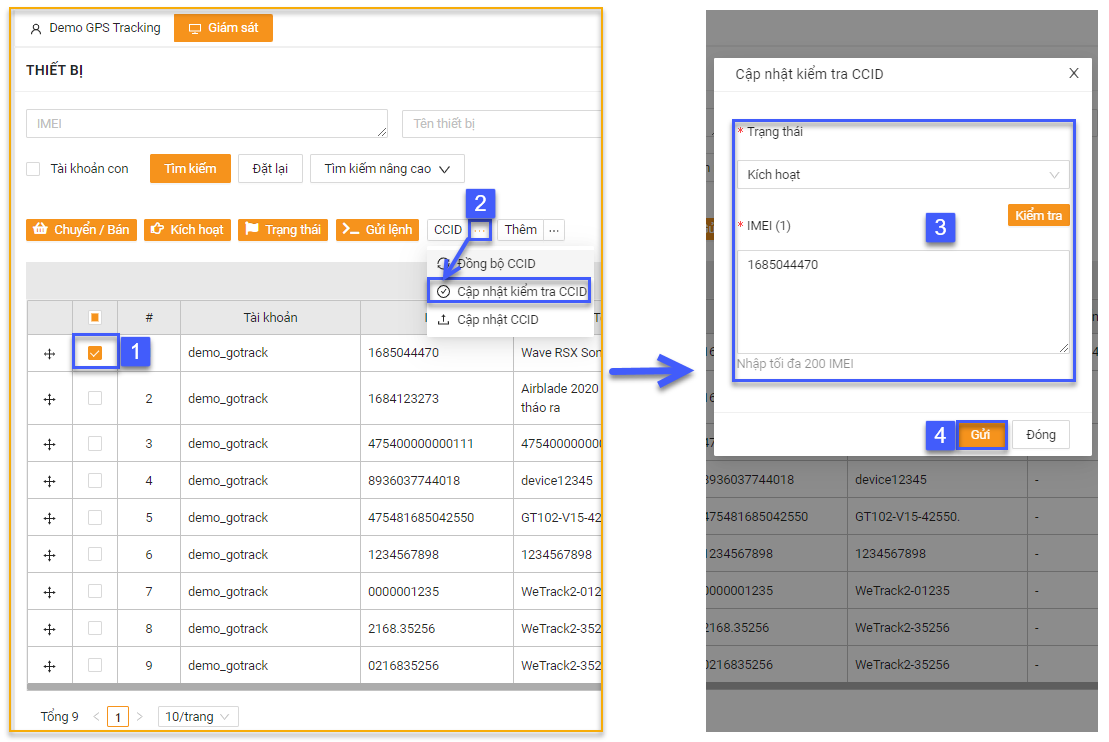 Demo GPS Tracking Giám sát
THIẾT BỊ
IMEI Tên thiết bị
Tài khoản con Tìm kiếm Đặt lại Tìm kiếm nâng cao
2
Chuyển / Bán Kích hoạt Trạng thái Gửi lệnh CCID ... Thêm ...
Đồng bộ CCID
Cập nhật kiểm tra CCID
Cập nhật CCID
# Tài khoản
1
demo_gotrack 1685044470 Wave RSX Son
2 demo_gotrack 1684123273 Airblade 2020
tháo ra
3 demo_gotrack 475400000000111 47540000000
4 demo_gotrack 8936037744018 device12345
5 demo_gotrack 475481685042550 GT102-V15-42
6 demo_gotrack 1234567898 1234567898
7 demo_gotrack 0000001235 WeTrack2-012
8 demo_gotrack 2168.35256 WeTrack2-352
9 demo_gotrack 0216835256 WeTrack2-352
Tổng 9 < 1 > 10/trang
Cập nhật kiểm tra CCID X
* Trạng thái
Kích hoạt
Kiểm tra
* IMEI (1) 3
1685044470
Nhập tối đa 200 IMEI
4 Gửi Đóng
8936037744018 device12345 -
475481685042550 GT102-V15-42550. -
1234567898 1234567898 -
0000001235 WeTrack2-01235 -
2168.35256 WeTrack2-35256 -
0216835256 WeTrack2-35256 -